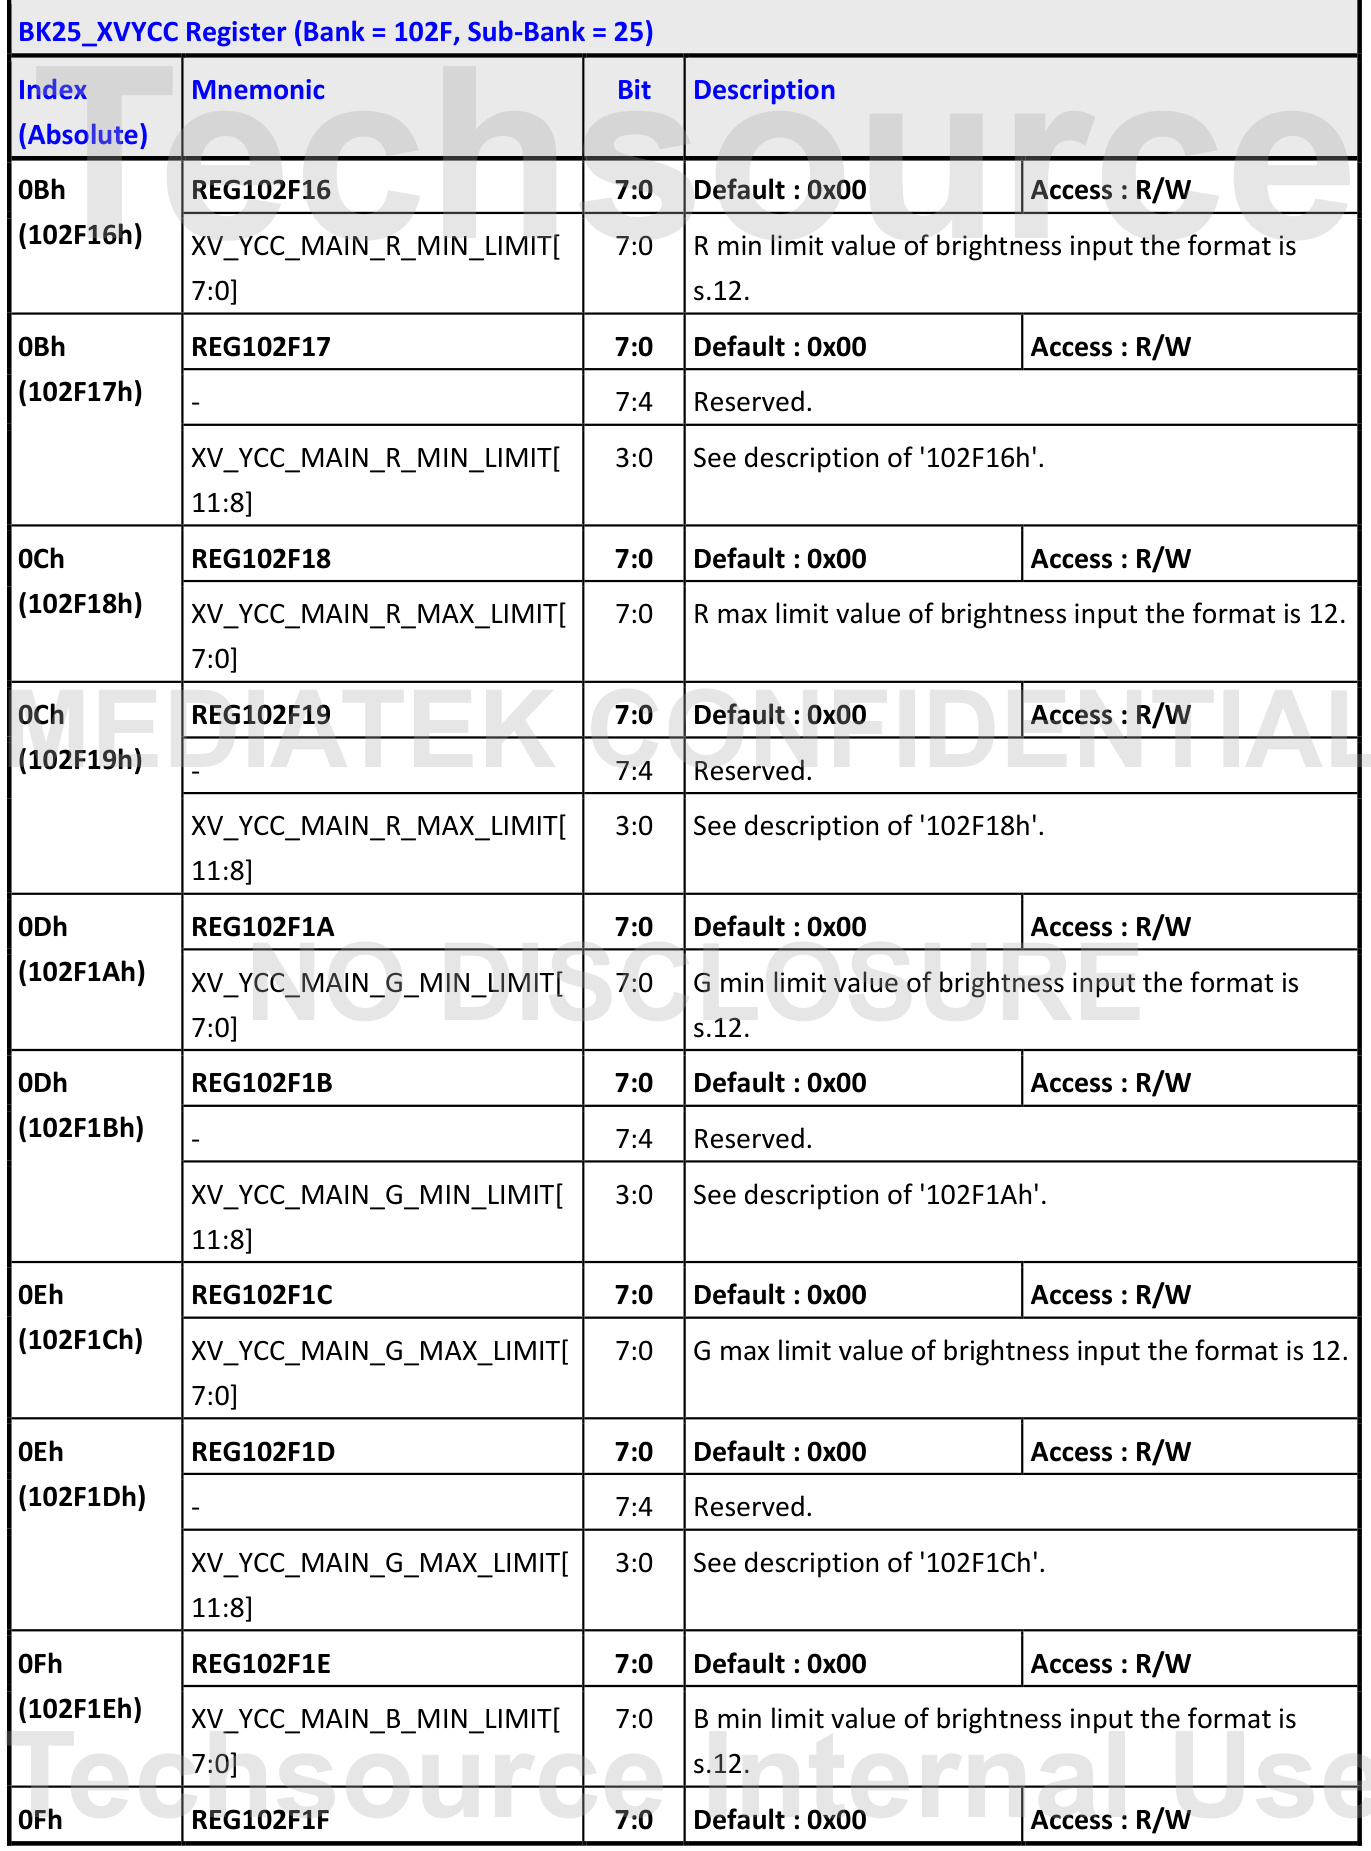 BK25_XVYCC Register (Bank = 102F, Sub-Bank = 25)
Index Mnemonic Bit Description
(Absolute)
Techsource
0Bh REG102F16 7:0 Default : 0x00 Access : R/W
(102F16h) XV_YCC_MAIN_R_MIN_LIMIT[ 7:0 R min limit value of brightness input the format is
7:0] s.12.
0Bh REG102F17 7:0 Default : 0x00 Access : R/W
(102F17h) - 7:4 Reserved.
XV_YCC_MAIN_R_MIN_LIMIT[ 3:0 See description of '102F16h'.
11:8]
0Ch REG102F18 7:0 Default : 0x00 Access : R/W
(102F18h) XV_YCC_MAIN_R_MAX_LIMIT[ 7:0 R max limit value of brightness input the format is 12.
7:0]
MEDIATEK CONFIDENTIAL
0Ch REG102F19 7:0 Default : 0x00 Access : R/W
(102F19h) - 7:4 Reserved.
XV_YCC_MAIN_R_MAX_LIMIT[ 3:0 See description of '102F18h'.
11:8]
0Dh REG102F1A 7:0 Default : 0x00 Access : R/W
NO DISCLOSURE
(102F1Ah) XV_YCC_MAIN_G_MIN_LIMIT[ 7:0 G min limit value of brightness input the format is
7:0] s.12.
0Dh REG102F1B 7:0 Default : 0x00 Access : R/W
(102F1Bh) - 7:4 Reserved.
XV_YCC_MAIN_G_MIN_LIMIT[ 3:0 See description of '102F1Ah'.
11:8]
0Eh REG102F1C 7:0 Default : 0x00 Access : R/W
(102F1Ch) XV_YCC_MAIN_G_MAX_LIMIT[ 7:0 G max limit value of brightness input the format is 12.
7:0]
0Eh REG102F1D 7:0 Default : 0x00 Access : R/W
(102F1Dh) - 7:4 Reserved.
XV_YCC_MAIN_G_MAX_LIMIT[ 3:0 See description of '102F1Ch'.
11:8]
0Fh REG102F1E 7:0 Default : 0x00 Access : R/W
(102F1Eh) XV_YCC_MAIN_B_MIN_LIMIT[ 7:0 B min limit value of brightness input the format is
7:0] s.12.
Techsource Internal Use
0Fh REG102F1F 7:0 Default : 0x00 Access : R/W